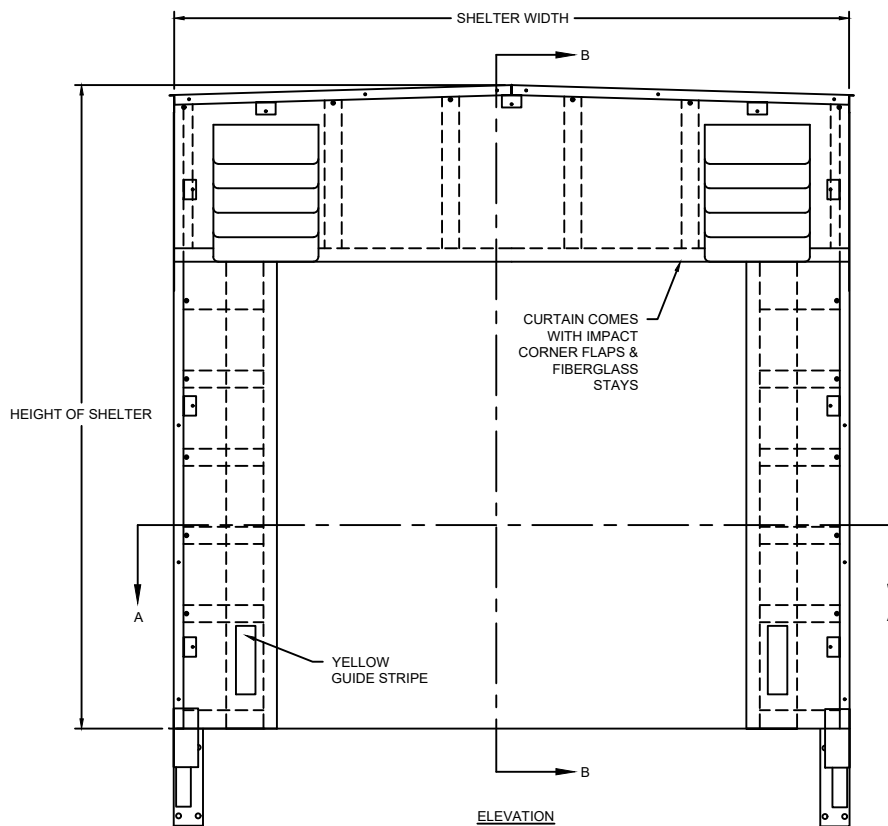 SHELTER WIDTH
B
CURTAIN COMES
WITH IMPACT
CORNER FLAPS &
FIBERGLASS
STAYS
HEIGHT OF SHELTER
A
YELLOW
GUIDE STRIPE
B
ELEVATION